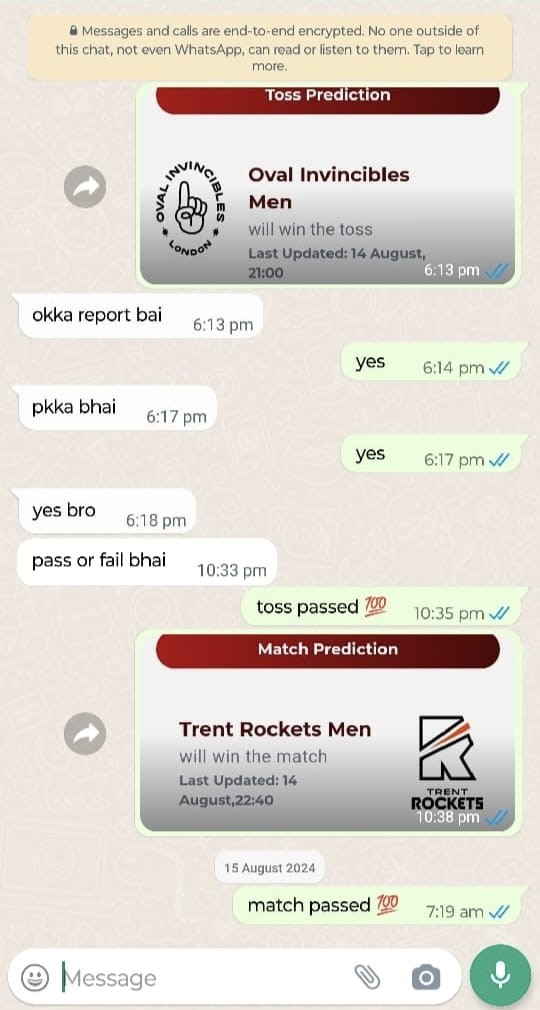 🔒 Messages and calls are end-to-end encrypted. No one outside of
this chat, not even WhatsApp, can read or listen to them. Tap to learn
more.
Toss Prediction
OVAL INVINCIBLES
LONDON
Oval Invincibles
Men
will win the toss
Last Updated: 14 August,
21:00
6:13 pm
okka report bai
6:13 pm
yes
6:14 pm
pkka bhai
6:17 pm
yes
6:17 pm
yes bro
6:18 pm
pass or fail bhai
10:33 pm
toss passed 💯
10:35 pm
Match Prediction
Trent Rockets Men
will win the match
Last Updated: 14
August,22:40
TRENT
ROCKETS
10:38 pm
15 August 2024
match passed 💯
7:19 am
Message